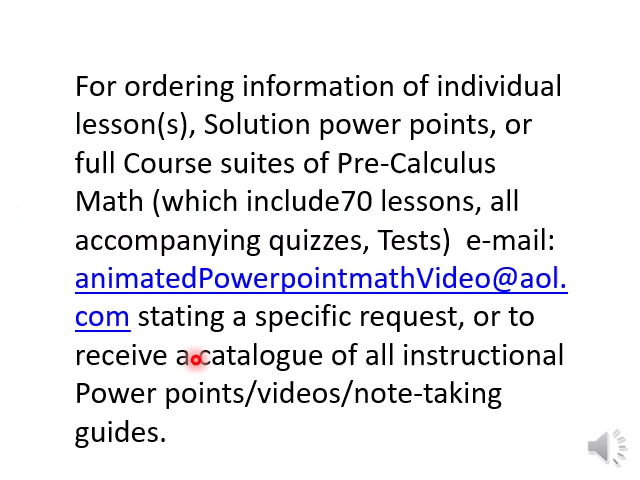 For ordering information of individual
lesson(s), Solution power points, or
full Course suites of Pre-Calculus
Math (which include70 lessons, all
accompanying quizzes, Tests)  e-mail:
animatedPowerpointmathVideo@aol.
com stating a specific request, or to
receive a catalogue of all instructional
Power points/videos/note-taking
guides.